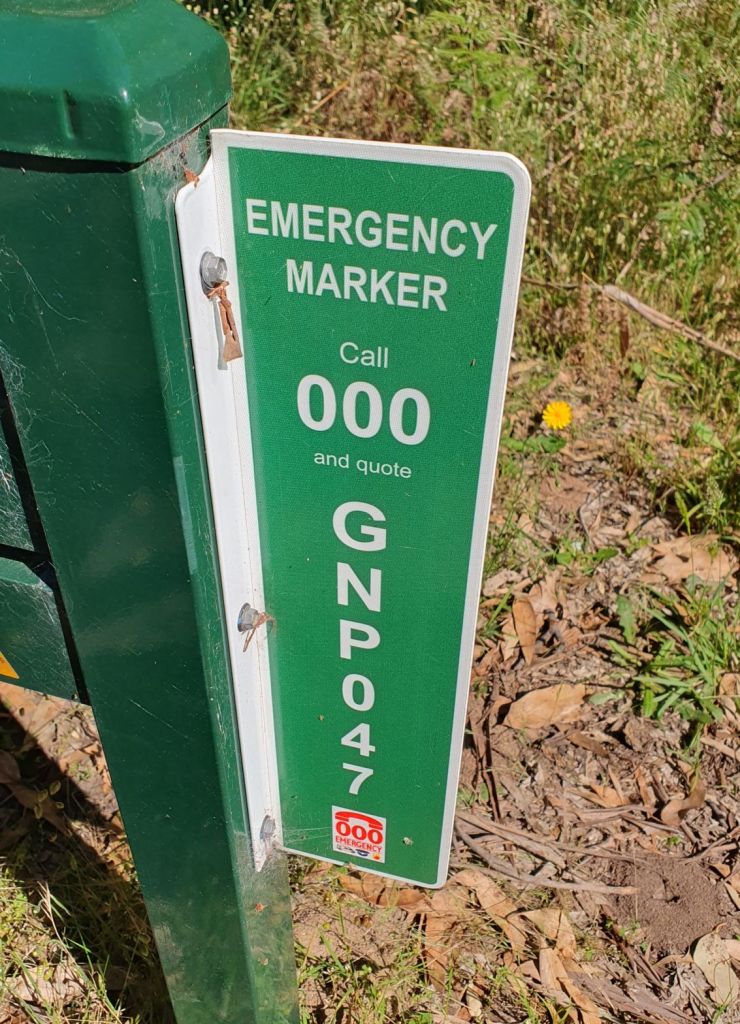 EMERGENCY
MARKER
Call
000
and quote
G
N
P
0
4
7
000
EMERGENCY